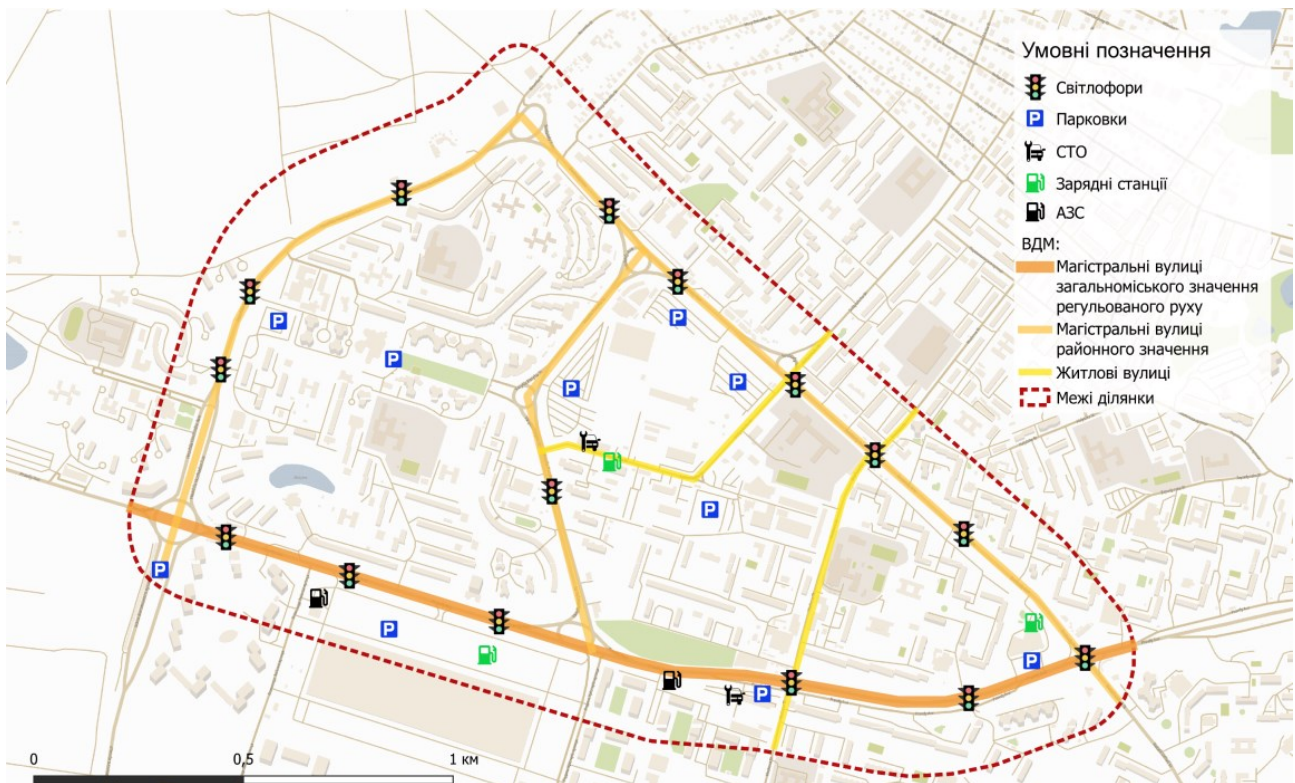 Умовні позначення
Світлофори
P Парковки
СТО
Зарядні станції
АЗС
ВДМ:
Магістральні вулиці
загальноміського значення
регульованого руху
Магістральні вулиці
районного значення
Житлові вулиці
Межі ділянки
P
P
P
P
P
P
P
P
P
P
0 0,5 1 км